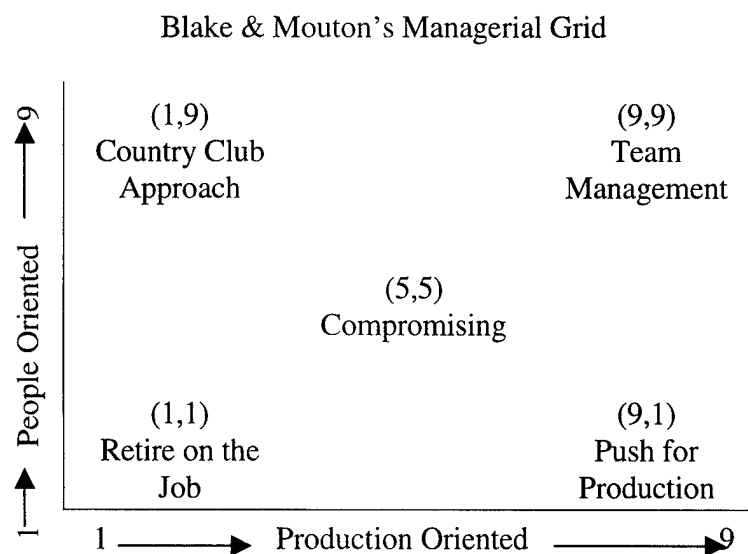 Blake & Mouton's Managerial Grid
(1,9)
Country Club
Approach
(9,9)
Team
Management
(5,5)
Compromising
(1,1)
Retire on the
Job
(9,1)
Push for
Production
1 People Oriented 9
1 Production Oriented 9